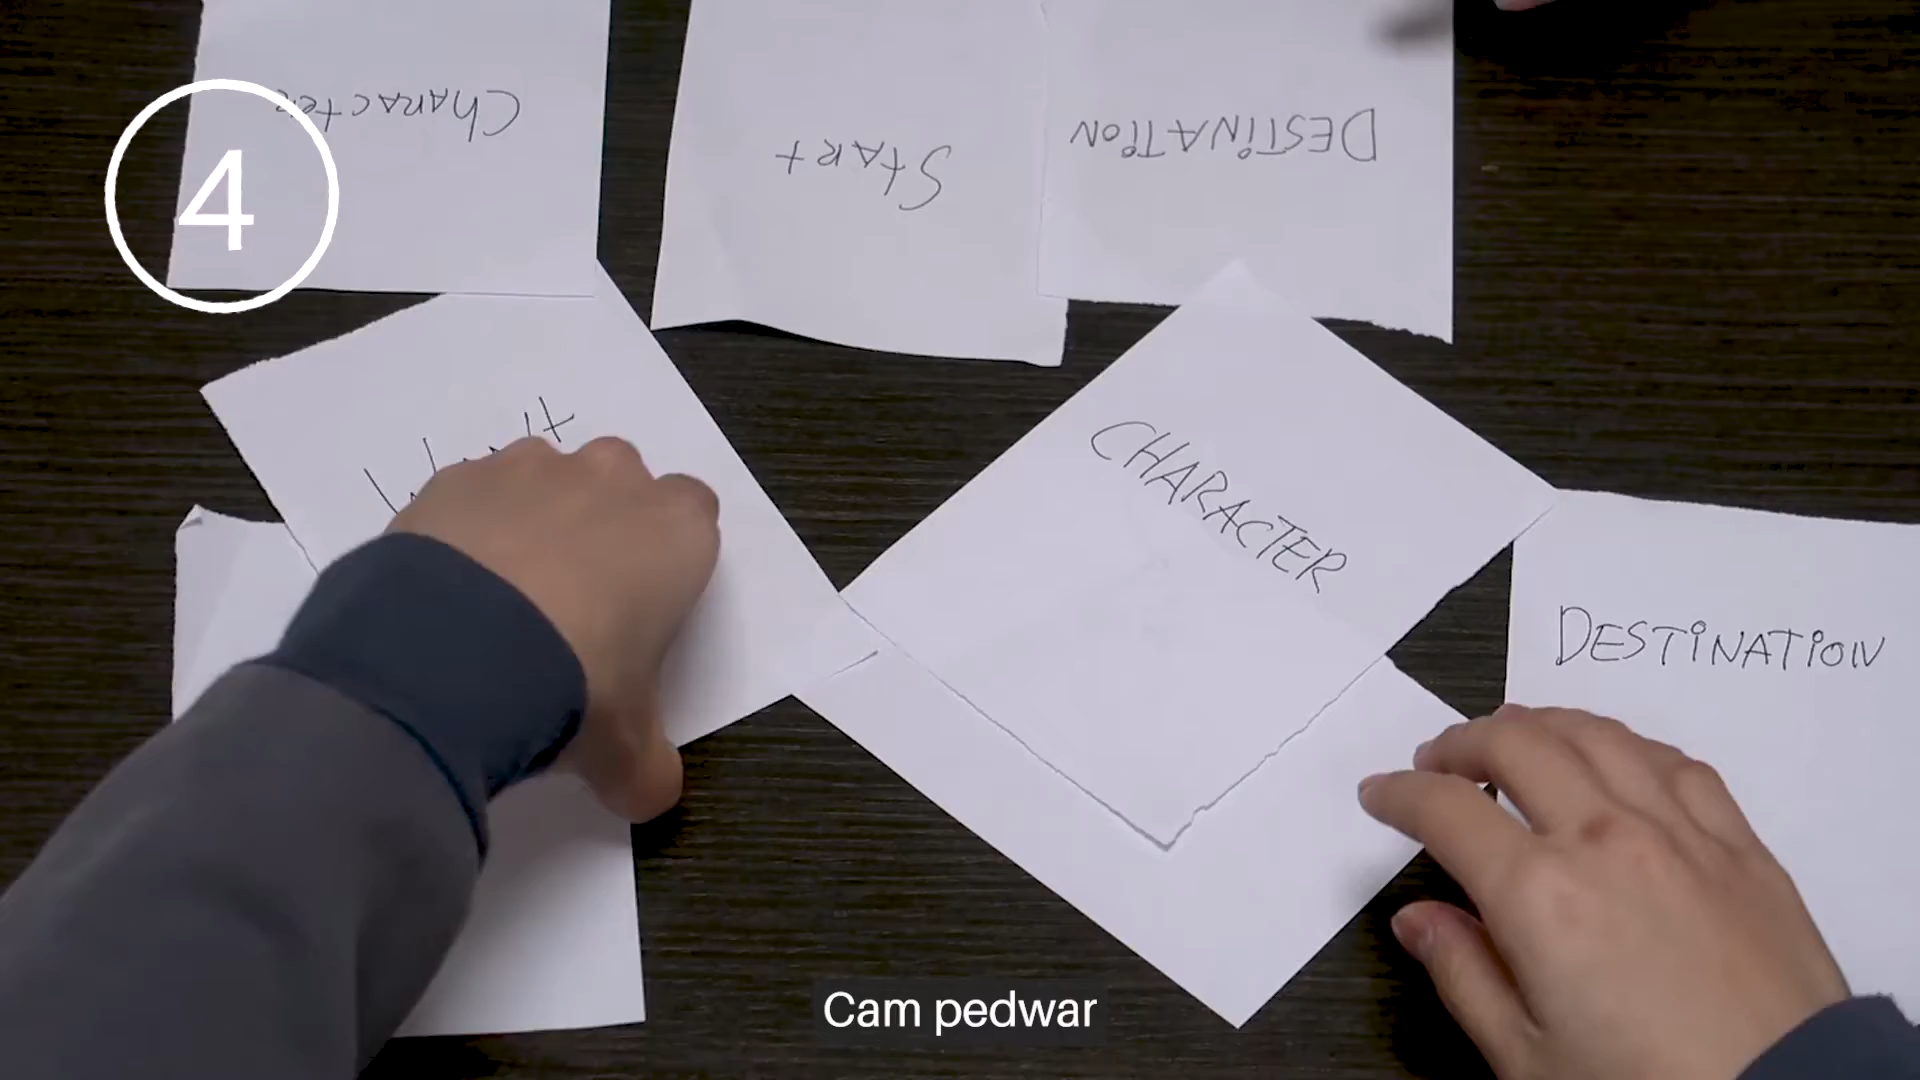 Character
START
DESTINATION
4
CHARACTER
DESTINATION
Cam pedwar